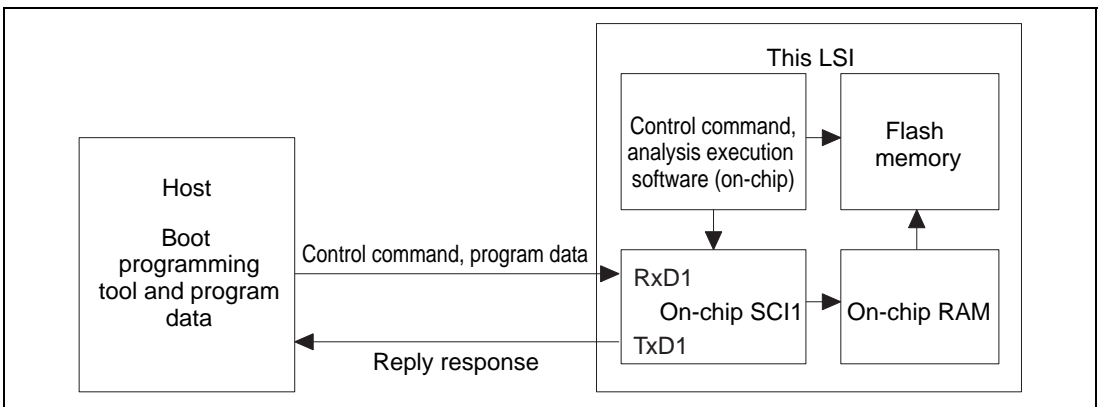 This LSI
Control command,
analysis execution
software (on-chip)
Flash
memory
Host
Boot
programming
tool and program
data
Control command, program data
RxD1
On-chip SCI1
TxD1
On-chip RAM
Reply response